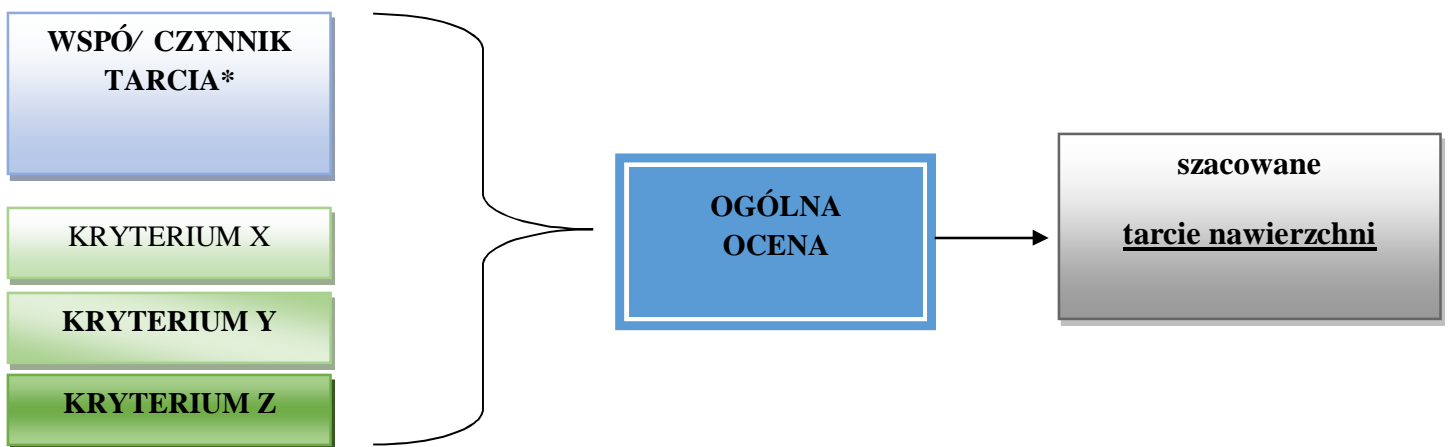 WSPÓ⁄ CZYNNIK
TARCIA*
KRYTERIUM X
KRYTERIUM Y
KRYTERIUM Z
OGÓLNA
OCENA
szacowane
tarcie nawierzchni